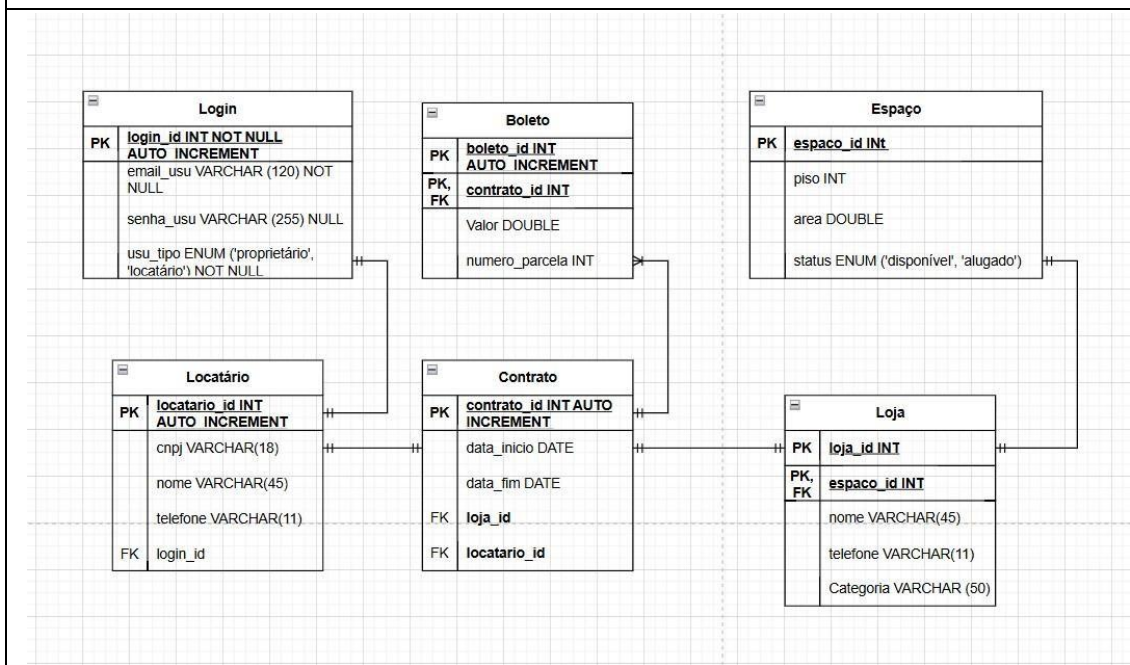 Login
PK
login_id INT NOT NULL
AUTO_INCREMENT
email_usu VARCHAR (120) NOT
NULL
senha_usu VARCHAR (255) NULL
usu_tipo ENUM ('proprietário',
'locatário') NOT NULL
Boleto
PK
boleto_id INT
AUTO_INCREMENT
PK,
FK
contrato_id INT
Valor DOUBLE
numero_parcela INT
Espaço
PK
espaco_id INt
piso INT
area DOUBLE
status ENUM ('disponível', 'alugado')
Locatário
PK
locatario_id INT
AUTO_INCREMENT
cnpj VARCHAR(18)
nome VARCHAR(45)
telefone VARCHAR(11)
FK login_id
Contrato
PK
contrato_id INT AUTO
INCREMENT
data_inicio DATE
data_fim DATE
FK loja_id
FK locatario_id
Loja
PK loja_id INT
PK,
FK
espaco_id INT
nome VARCHAR(45)
telefone VARCHAR(11)
Categoria VARCHAR (50)